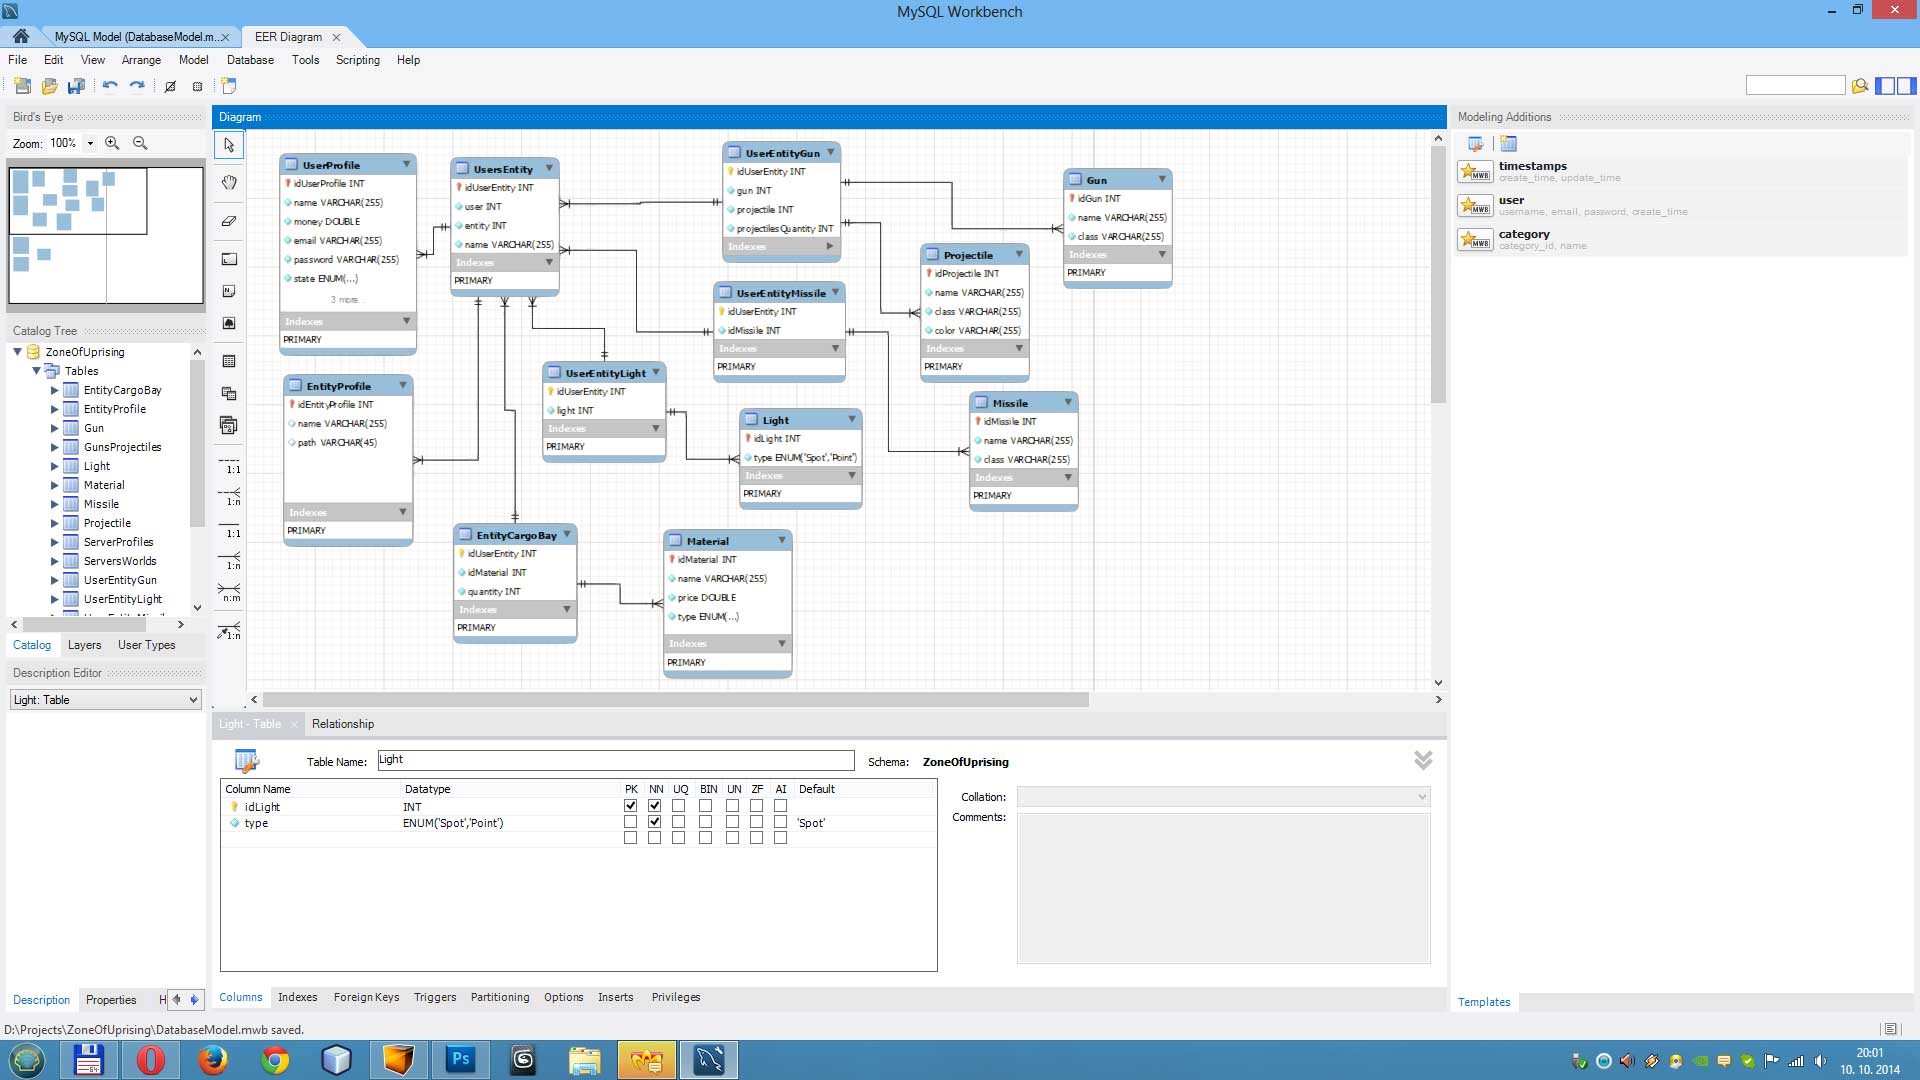 MySQL Workbench
MySQL Model (DatabaseModel.m...
EER Diagram
File Edit View Arrange Model Database Tools Scripting Help
Bird's Eye
Zoom: 100%
Catalog Tree
ZoneOfUprising
Tables
EntityCargoBay
EntityProfile
Gun
GunsProjectiles
Light
Material
Missile
Projectile
ServerProfiles
ServersWorlds
UserEntityGun
UserEntityLight
Catalog Layers User Types
Description Editor
Light: Table
Description Properties H
Diagram
1:1
1:n
1:1
1:n
n:m
1:n
UserProfile
idUserProfile INT
name VARCHAR(255)
money DOUBLE
email VARCHAR(255)
password VARCHAR(255)
state ENUM(...)
3 more...
Indexes
PRIMARY
UsersEntity
idUserEntity INT
user INT
entity INT
name VARCHAR(255)
Indexes
PRIMARY
UserEntityGun
idUserEntity INT
gun INT
projectile INT
projectilesQuantity INT
Indexes
Gun
idGun INT
name VARCHAR(255)
class VARCHAR(255)
Indexes
PRIMARY
Projectile
idProjectile INT
name VARCHAR(255)
class VARCHAR(255)
color VARCHAR(255)
Indexes
PRIMARY
UserEntityMissile
idUserEntity INT
idMissile INT
Indexes
PRIMARY
EntityProfile
idEntityProfile INT
name VARCHAR(255)
path VARCHAR(45)
Indexes
PRIMARY
UserEntityLight
idUserEntity INT
light INT
Indexes
PRIMARY
Light
idLight INT
type ENUM('Spot','Point')
Indexes
PRIMARY
Missile
idMissile INT
name VARCHAR(255)
class VARCHAR(255)
Indexes
PRIMARY
EntityCargoBay
idUserEntity INT
idMaterial INT
quantity INT
Indexes
PRIMARY
Material
idMaterial INT
name VARCHAR(255)
price DOUBLE
type ENUM(...)
Indexes
PRIMARY
Light - Table Relationship
Table Name: Light Schema: ZoneOfUprising
Column Name Datatype PK NN UQ BIN UN ZF AI Default
idLight INT
type ENUM('Spot','Point') 'Spot'
Collation:
Comments:
Columns Indexes Foreign Keys Triggers Partitioning Options Inserts Privileges
Modeling Additions
MWB timestamps
create_time, update_time
MWB user
username, email, password, create_time
MWB category
category_id, name
Templates
D:\Projects\ZoneOfUprising\DatabaseModel.mwb saved.
64
Ps
20:01
10. 10. 2014